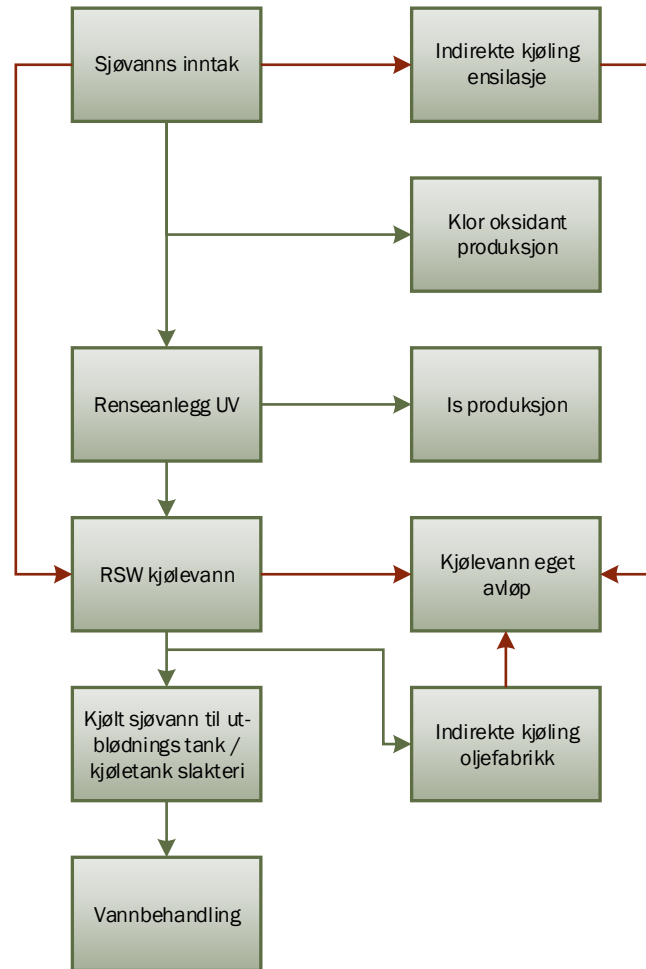 Sjøvanns inntak
Indirekte kjøling
ensilasje
Klor oksidant
produksjon
Renseanlegg UV
Is produksjon
RSW kjølevann
Kjølevann eget
avløp
Kjølt sjøvann til ut-
blødnings tank /
kjøletank slakteri
Indirekte kjøling
oljefabrikk
Vannbehandling